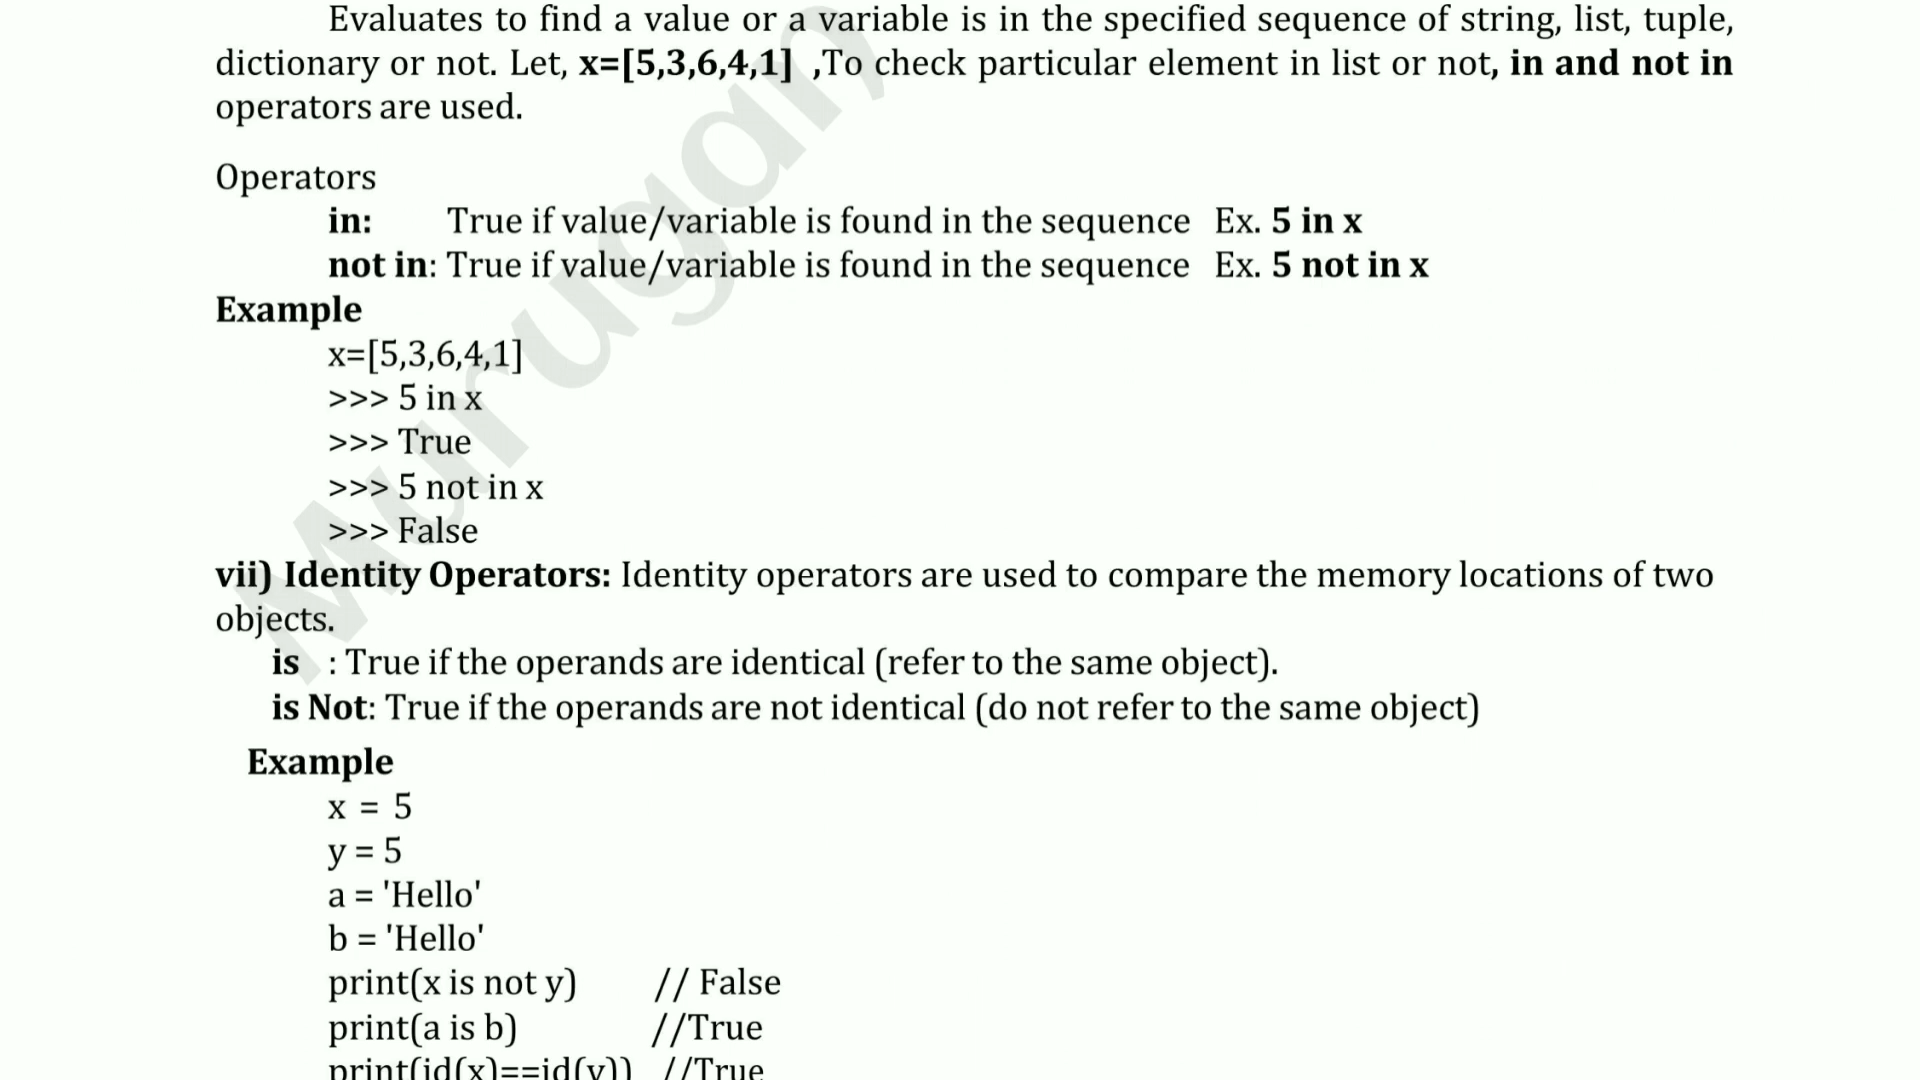 Evaluates to find a value or a variable is in the specified sequence of string, list, tuple,
dictionary or not. Let, x=[5,3,6,4,1] ,To check particular element in list or not, in and not in
operators are used.
Operators
in: True if value/variable is found in the sequence Ex. 5 in x
not in: True if value/variable is found in the sequence Ex. 5 not in x
Example
x=[5,3,6,4,1]
>>> 5 in x
>>> True
>>> 5 not in x
>>> False
vii) Identity Operators: Identity operators are used to compare the memory locations of two
objects.
is : True if the operands are identical (refer to the same object).
is Not: True if the operands are not identical (do not refer to the same object)
Example
x = 5
y = 5
a = 'Hello'
b = 'Hello'
print(x is not y) // False
print(a is b) //True
print(id(x)==id(y)) //True
Murugan